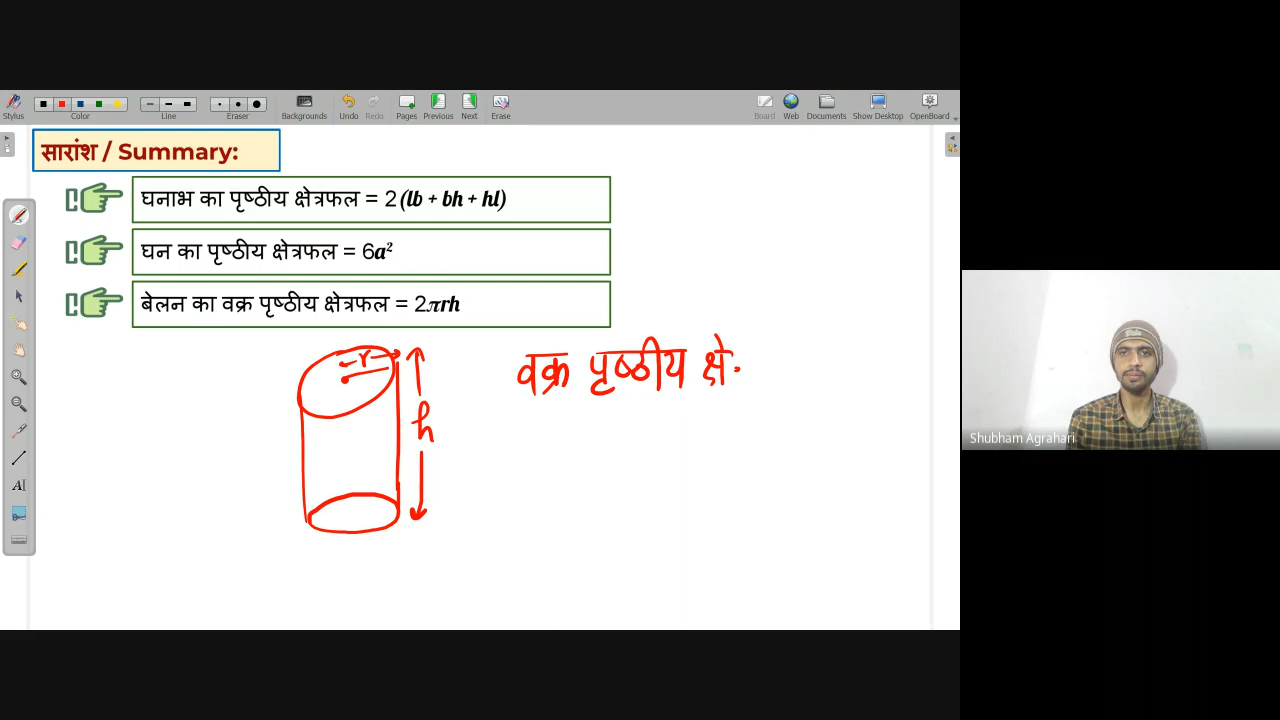 Stylus
Color
Line
Eraser
Backgrounds
Undo
Redo
Pages
Previous
Next
Erase
Board
Web
Documents
Show Desktop
OpenBoard
सारांश / Summary:
घनाभ का पृष्ठीय क्षेत्रफल = 2(lb + bh + hl)
घन का पृष्ठीय क्षेत्रफल = 6a²
बेलन का वक्र पृष्ठीय क्षेत्रफल = 2πrh
r
h
वक्र पृष्ठीय क्षे.
Shubham Agrahari